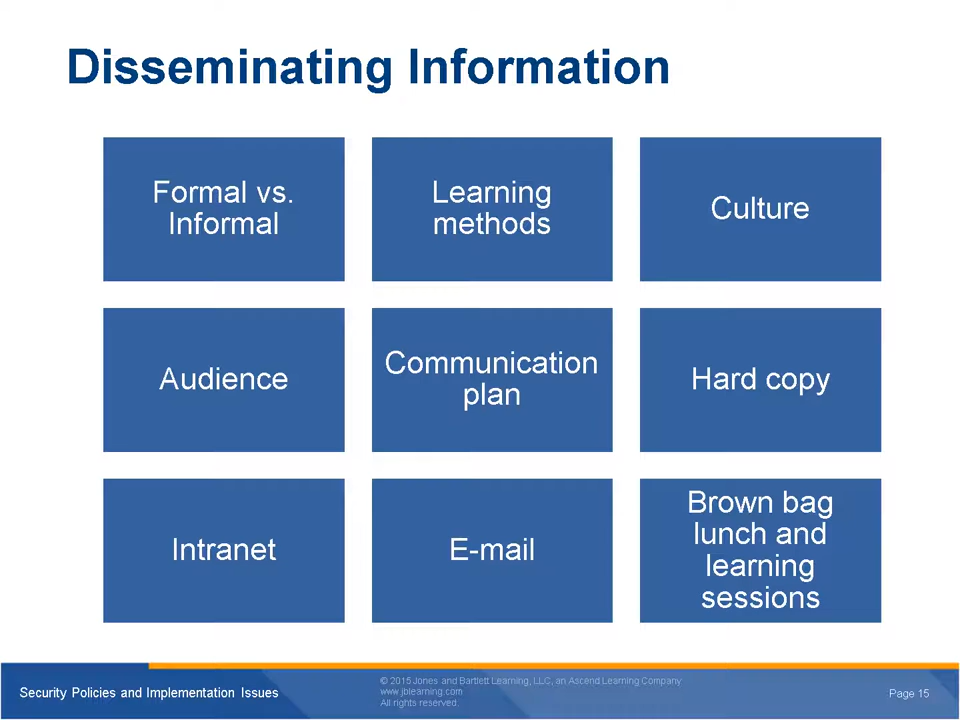 Disseminating Information
Formal vs.
Informal
Learning
methods
Culture
Audience
Communication
plan
Hard copy
Intranet
E-mail
Brown bag
lunch and
learning
sessions
Security Policies and Implementation Issues
© 2015 Jones and Bartlett Learning, LLC, an Ascend Learning Company
www.jblearning.com
All rights reserved.
Page 15